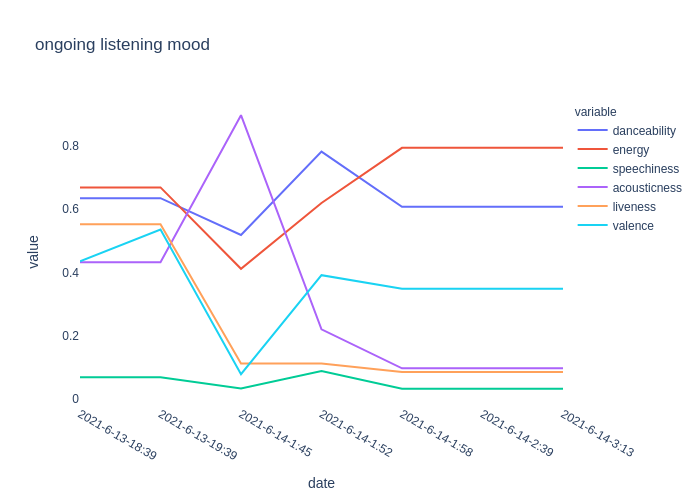 ongoing listening mood
variable
danceability
energy
speechiness
acousticness
liveness
valence
value
0.8
0.6
0.4
0.2
0
2021-6-13-18:39
2021-6-13-19:39
2021-6-14-1:45
2021-6-14-1:52
2021-6-14-1:58
2021-6-14-2:39
2021-6-14-3:13
date